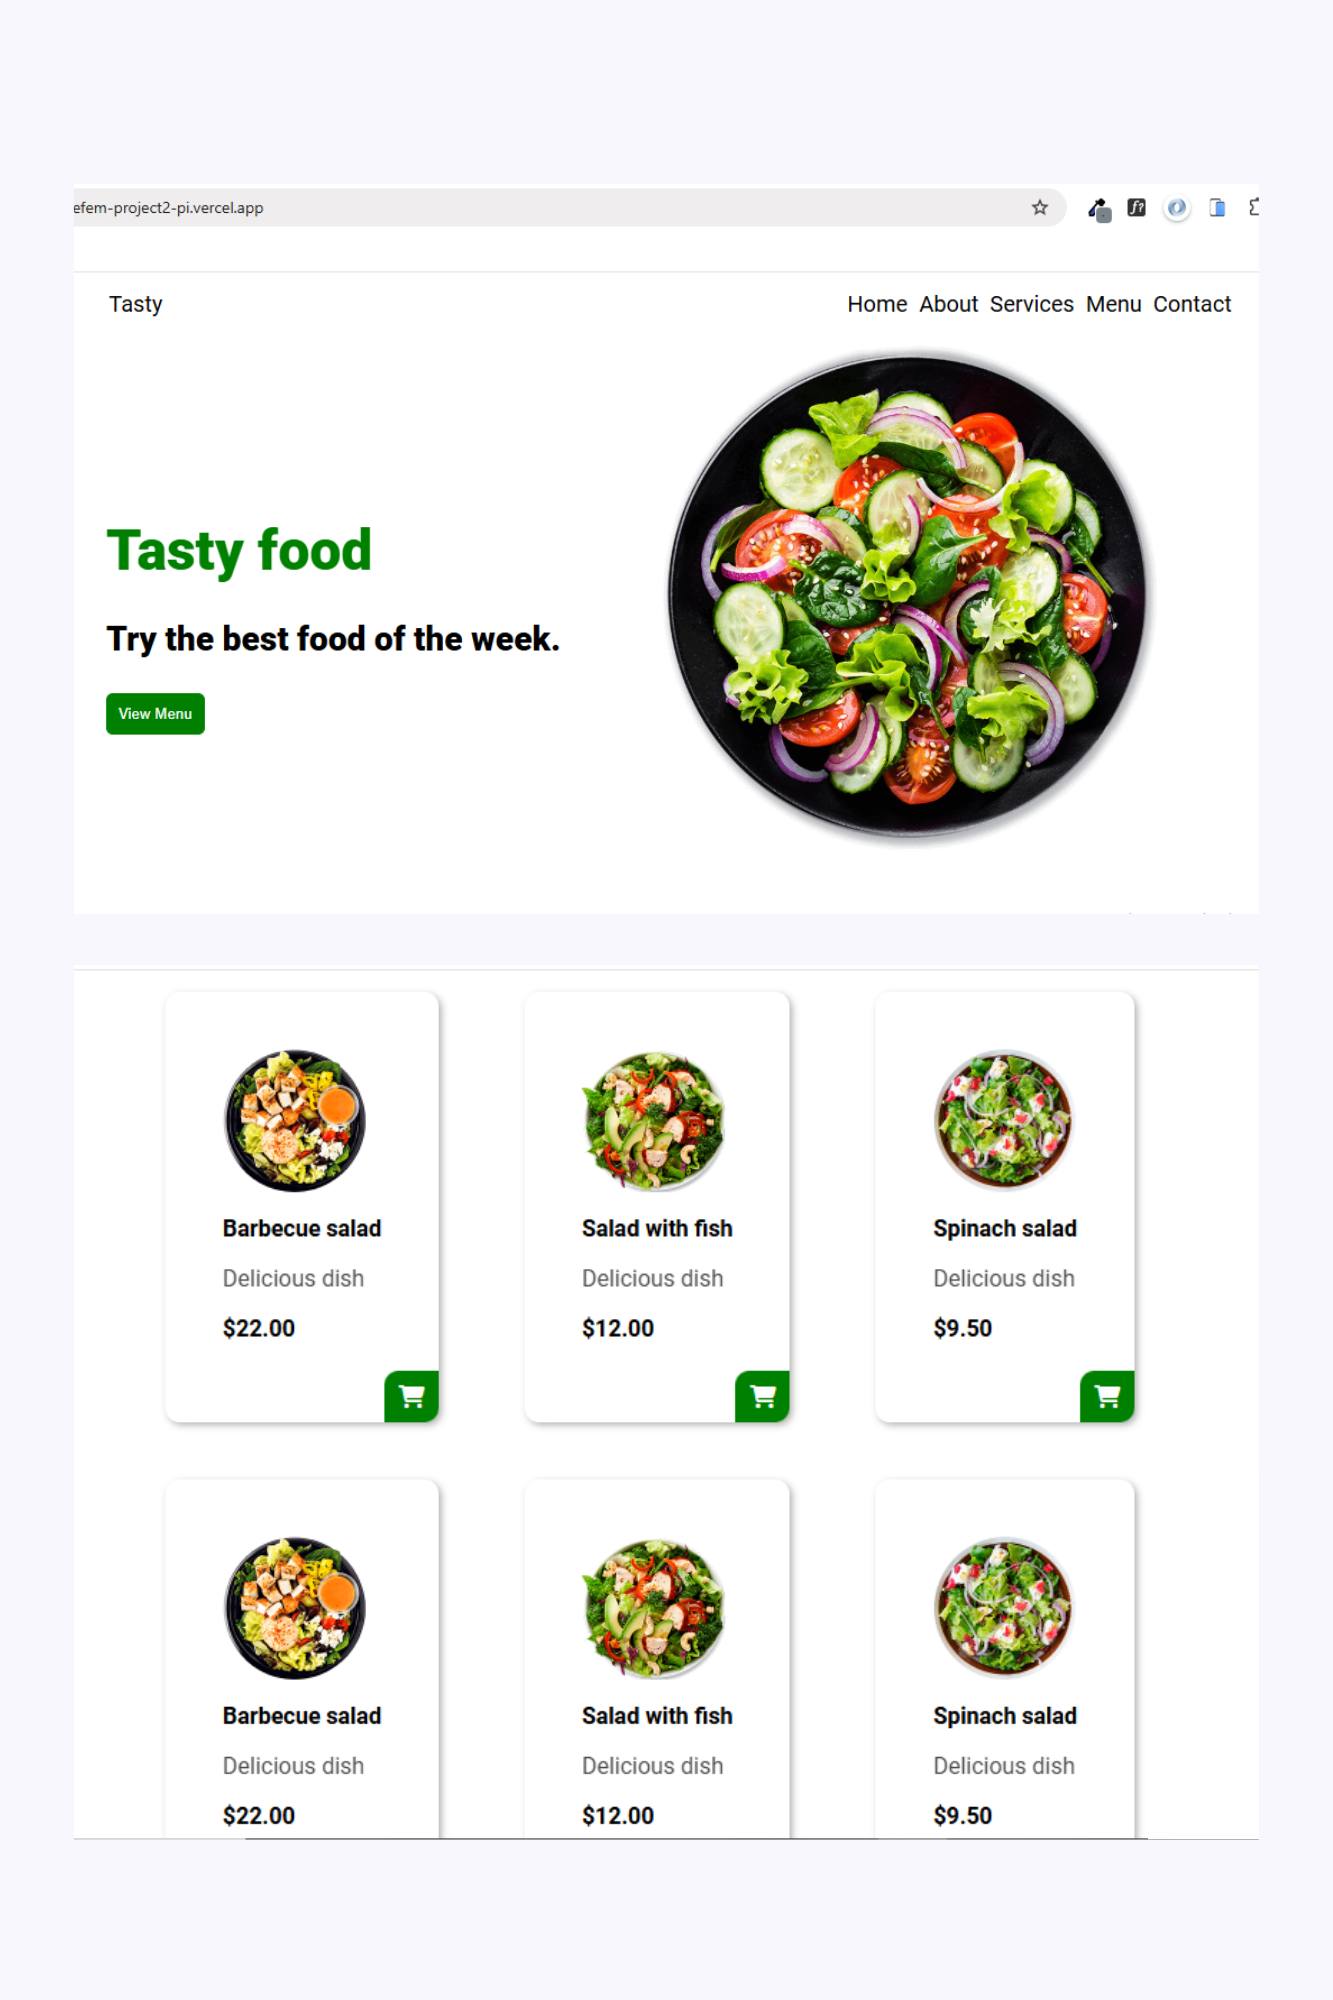 efem-project2-pi.vercel.app
Tasty
Home About Services Menu Contact
Tasty food
Try the best food of the week.
View Menu
Barbecue salad
Delicious dish
$22.00
Salad with fish
Delicious dish
$12.00
Spinach salad
Delicious dish
$9.50
Barbecue salad
Delicious dish
$22.00
Salad with fish
Delicious dish
$12.00
Spinach salad
Delicious dish
$9.50